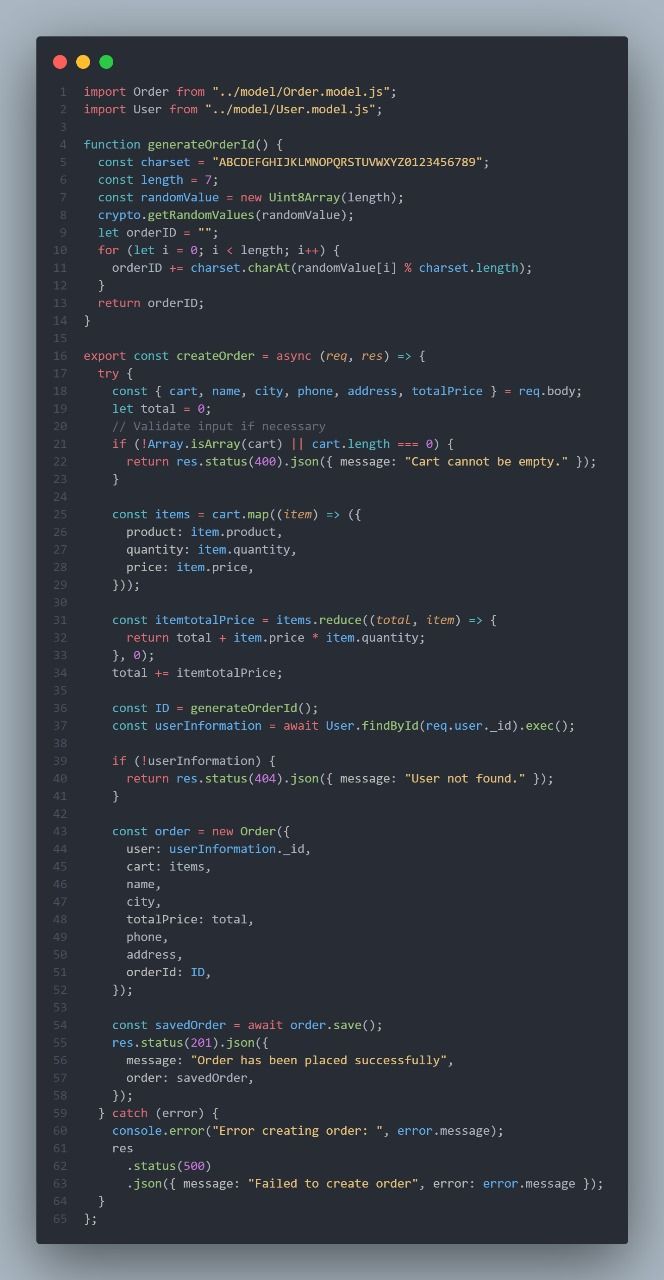 1 import Order from "../model/Order.model.js";
2 import User from "../model/User.model.js";
3
4 function generateOrderId() {
5   const charset = "ABCDEFGHIJKLMNOPQRSTUVWXYZ0123456789";
6   const length = 7;
7   const randomValue = new Uint8Array(length);
8   crypto.getRandomValues(randomValue);
9   let orderID = "";
10   for (let i = 0; i < length; i++) {
11     orderID += charset.charAt(randomValue[i] % charset.length);
12   }
13   return orderID;
14 }
15
16 export const createOrder = async (req, res) => {
17   try {
18     const { cart, name, city, phone, address, totalPrice } = req.body;
19     let total = 0;
20     // Validate input if necessary
21     if (!Array.isArray(cart) || cart.length === 0) {
22       return res.status(400).json({ message: "Cart cannot be empty." });
23     }
24
25     const items = cart.map((item) => ({
26       product: item.product,
27       quantity: item.quantity,
28       price: item.price,
29     }));
30
31     const itemtotalPrice = items.reduce((total, item) => {
32       return total + item.price * item.quantity;
33     }, 0);
34     total += itemtotalPrice;
35
36     const ID = generateOrderId();
37     const userInformation = await User.findById(req.user._id).exec();
38
39     if (!userInformation) {
40       return res.status(404).json({ message: "User not found." });
41     }
42
43     const order = new Order({
44       user: userInformation._id,
45       cart: items,
46       name,
47       city,
48       totalPrice: total,
49       phone,
50       address,
51       orderId: ID,
52     });
53
54     const savedOrder = await order.save();
55     res.status(201).json({
56       message: "Order has been placed successfully",
57       order: savedOrder,
58     });
59   } catch (error) {
60     console.error("Error creating order: ", error.message);
61     res
62       .status(500)
63       .json({ message: "Failed to create order", error: error.message });
64   }
65 };